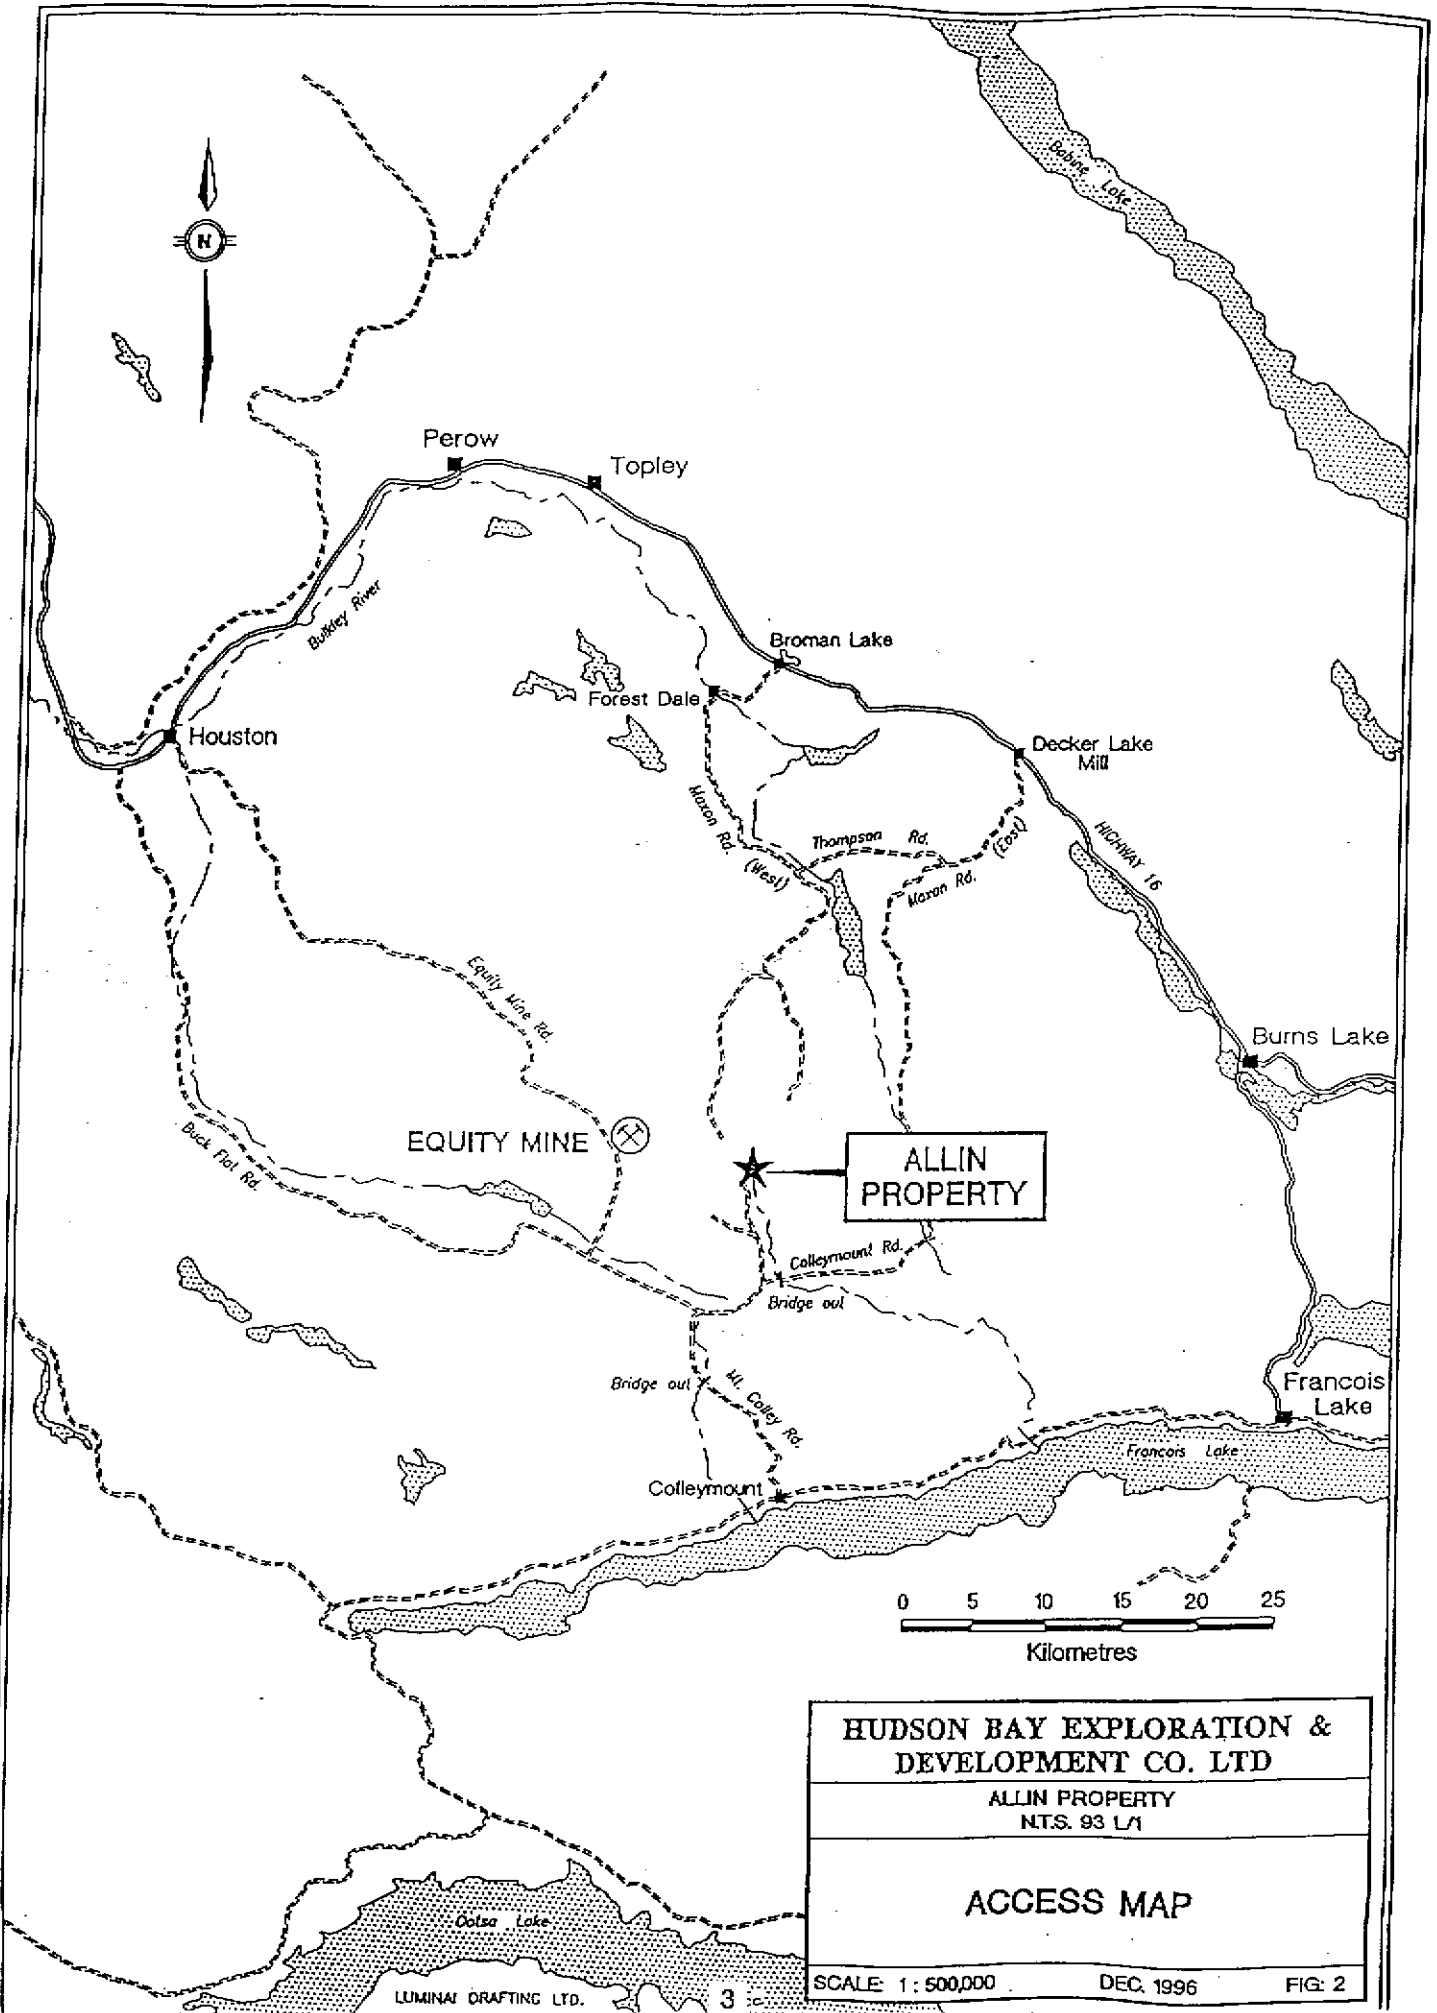 Babine Lake
N
Perow
Topley
Bulkley River
Broman Lake
Forest Dale
Houston
Decker Lake
Mill
Maxan Rd.
(West)
Thompson Rd.
(East)
Maxan Rd.
HIGHWAY 16
Equity Mine Rd.
Burns Lake
EQUITY MINE
Buck Flat Rd.
ALLIN
PROPERTY
Colleymount Rd.
Bridge out
Bridge out
Mt. Colley Rd.
Francois
Lake
Francois Lake
Colleymount
0 5 10 15 20 25
Kilometres
HUDSON BAY EXPLORATION &
DEVELOPMENT CO. LTD
ALLIN PROPERTY
N.T.S. 93 L/1
ACCESS MAP
Ootsa Lake
SCALE: 1 : 500,000 DEC. 1996 FIG: 2
LUMINAI DRAFTING LTD.
3